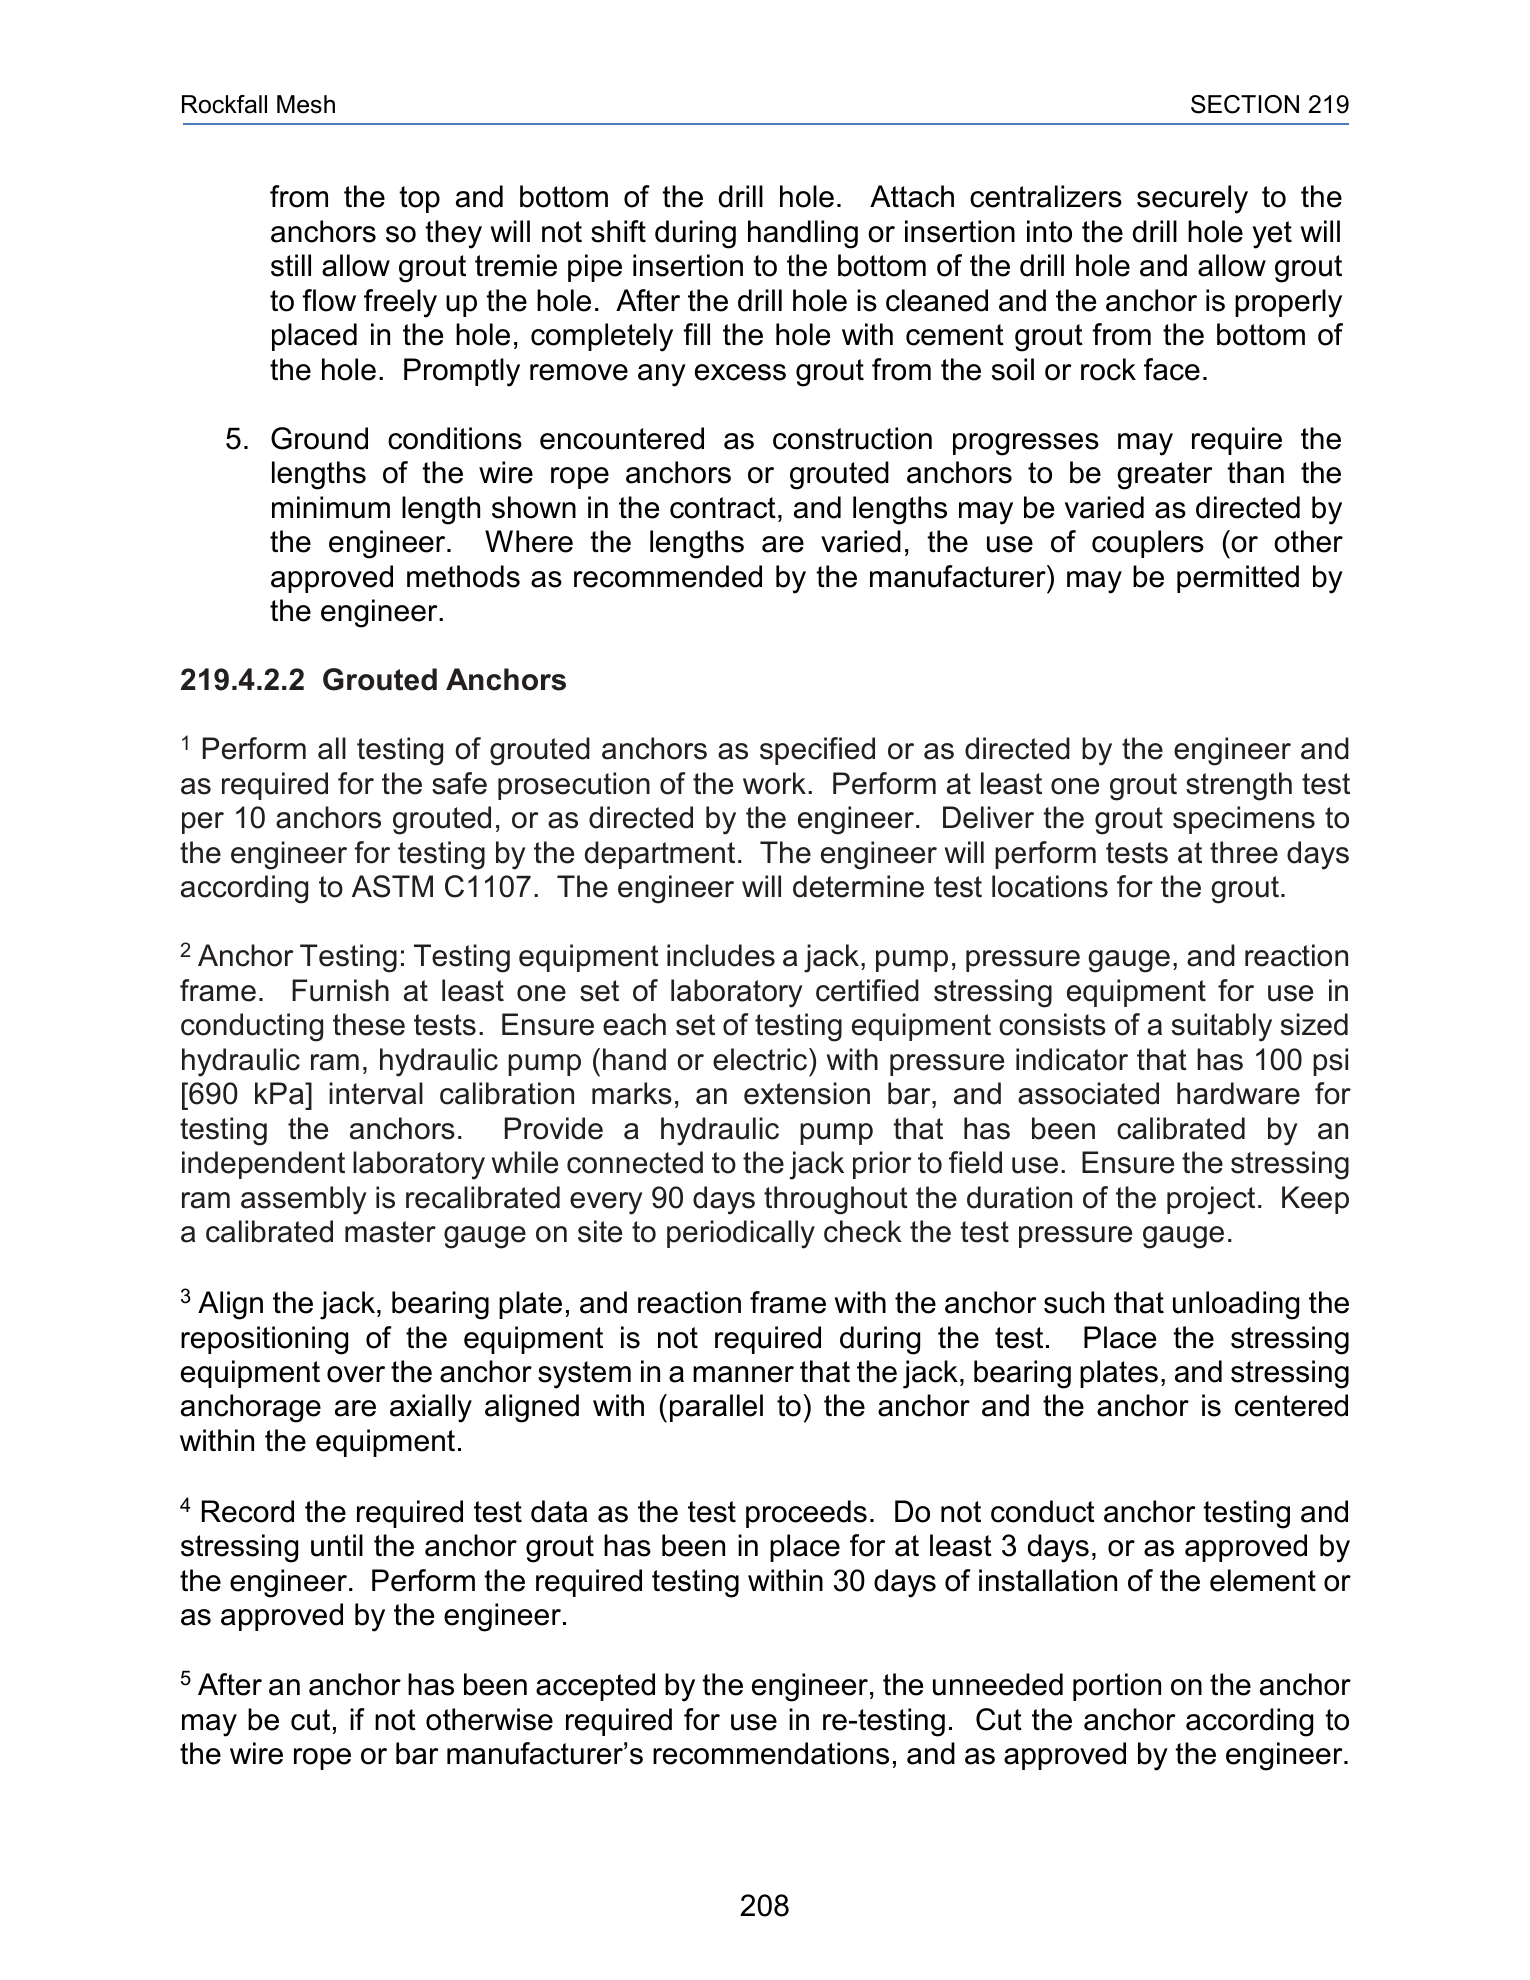 Rockfall Mesh SECTION 219
from the top and bottom of the drill hole. Attach centralizers securely to the
anchors so they will not shift during handling or insertion into the drill hole yet will
still allow grout tremie pipe insertion to the bottom of the drill hole and allow grout
to flow freely up the hole. After the drill hole is cleaned and the anchor is properly
placed in the hole, completely fill the hole with cement grout from the bottom of
the hole. Promptly remove any excess grout from the soil or rock face.
5. Ground conditions encountered as construction progresses may require the
lengths of the wire rope anchors or grouted anchors to be greater than the
minimum length shown in the contract, and lengths may be varied as directed by
the engineer. Where the lengths are varied, the use of couplers (or other
approved methods as recommended by the manufacturer) may be permitted by
the engineer.
219.4.2.2 Grouted Anchors
1 Perform all testing of grouted anchors as specified or as directed by the engineer and
as required for the safe prosecution of the work. Perform at least one grout strength test
per 10 anchors grouted, or as directed by the engineer. Deliver the grout specimens to
the engineer for testing by the department. The engineer will perform tests at three days
according to ASTM C1107. The engineer will determine test locations for the grout.
2 Anchor Testing: Testing equipment includes a jack, pump, pressure gauge, and reaction
frame. Furnish at least one set of laboratory certified stressing equipment for use in
conducting these tests. Ensure each set of testing equipment consists of a suitably sized
hydraulic ram, hydraulic pump (hand or electric) with pressure indicator that has 100 psi
[690 kPa] interval calibration marks, an extension bar, and associated hardware for
testing the anchors. Provide a hydraulic pump that has been calibrated by an
independent laboratory while connected to the jack prior to field use. Ensure the stressing
ram assembly is recalibrated every 90 days throughout the duration of the project. Keep
a calibrated master gauge on site to periodically check the test pressure gauge.
3 Align the jack, bearing plate, and reaction frame with the anchor such that unloading the
repositioning of the equipment is not required during the test. Place the stressing
equipment over the anchor system in a manner that the jack, bearing plates, and stressing
anchorage are axially aligned with (parallel to) the anchor and the anchor is centered
within the equipment.
4 Record the required test data as the test proceeds. Do not conduct anchor testing and
stressing until the anchor grout has been in place for at least 3 days, or as approved by
the engineer. Perform the required testing within 30 days of installation of the element or
as approved by the engineer.
5 After an anchor has been accepted by the engineer, the unneeded portion on the anchor
may be cut, if not otherwise required for use in re-testing. Cut the anchor according to
the wire rope or bar manufacturer’s recommendations, and as approved by the engineer.
208